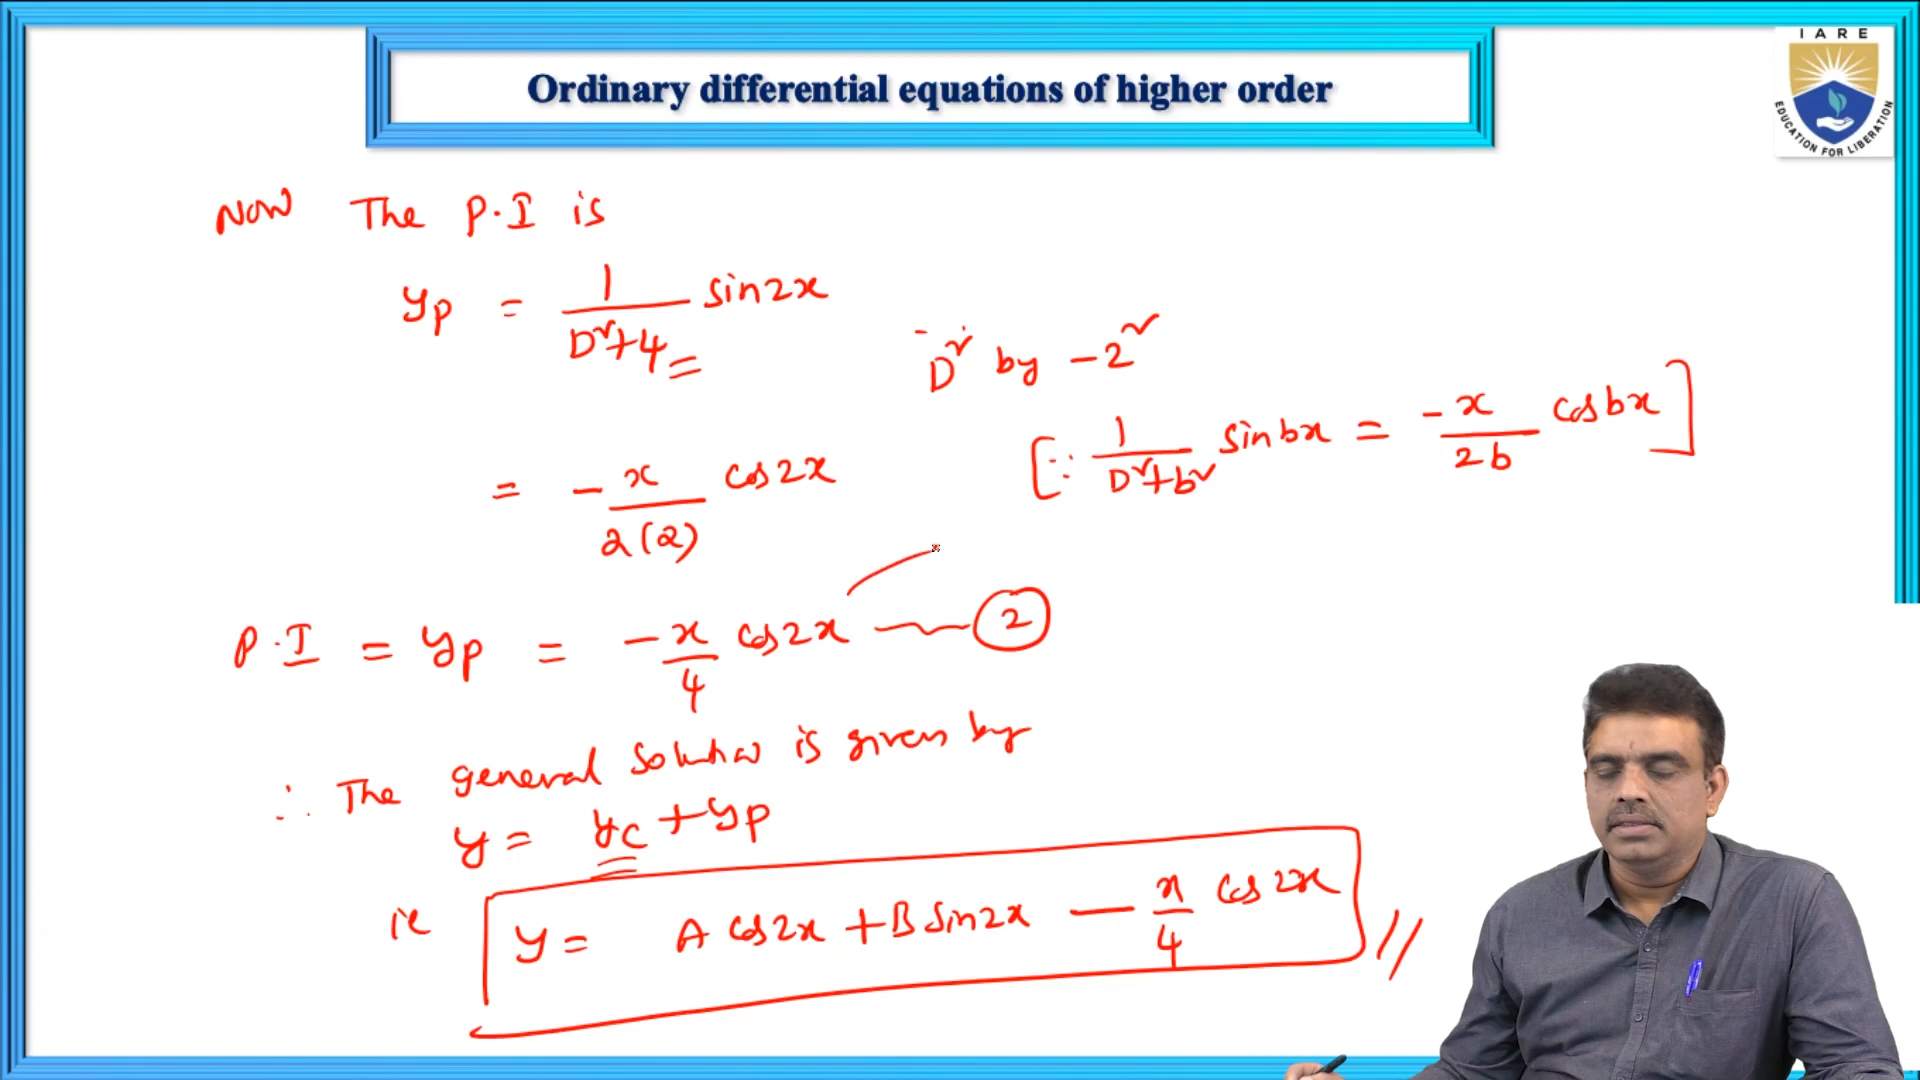 Ordinary differential equations of higher order
IARE
EDUCATION FOR LIBERATION
Now The P.I is
yp = 1/(D²+4) sin2x
D² by -2²
= -x/2(2) cos2x
[∵ 1/(D²+b²) sinbx = -x/2b cosbx]
P.I = yp = -x/4 cos2x — 2
∴ The general solution is given by
y = yc + yp
ie y = A cos2x + B sin2x - x/4 cos2x //